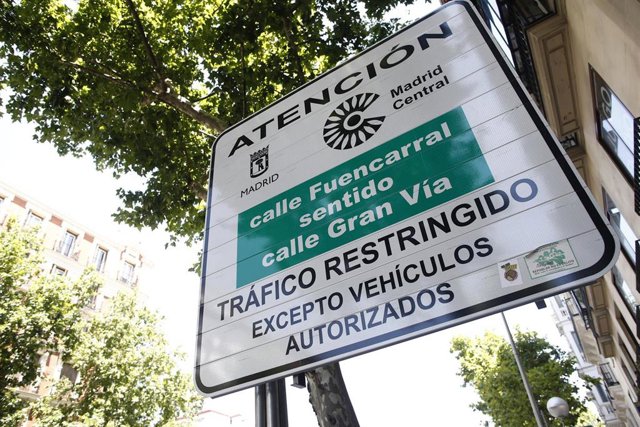 ATENCIÓN
Madrid
Central
MADRID
calle Fuencarral
sentido
calle Gran Vía
TRÁFICO RESTRINGIDO
EXCEPTO VEHÍCULOS
AUTORIZADOS